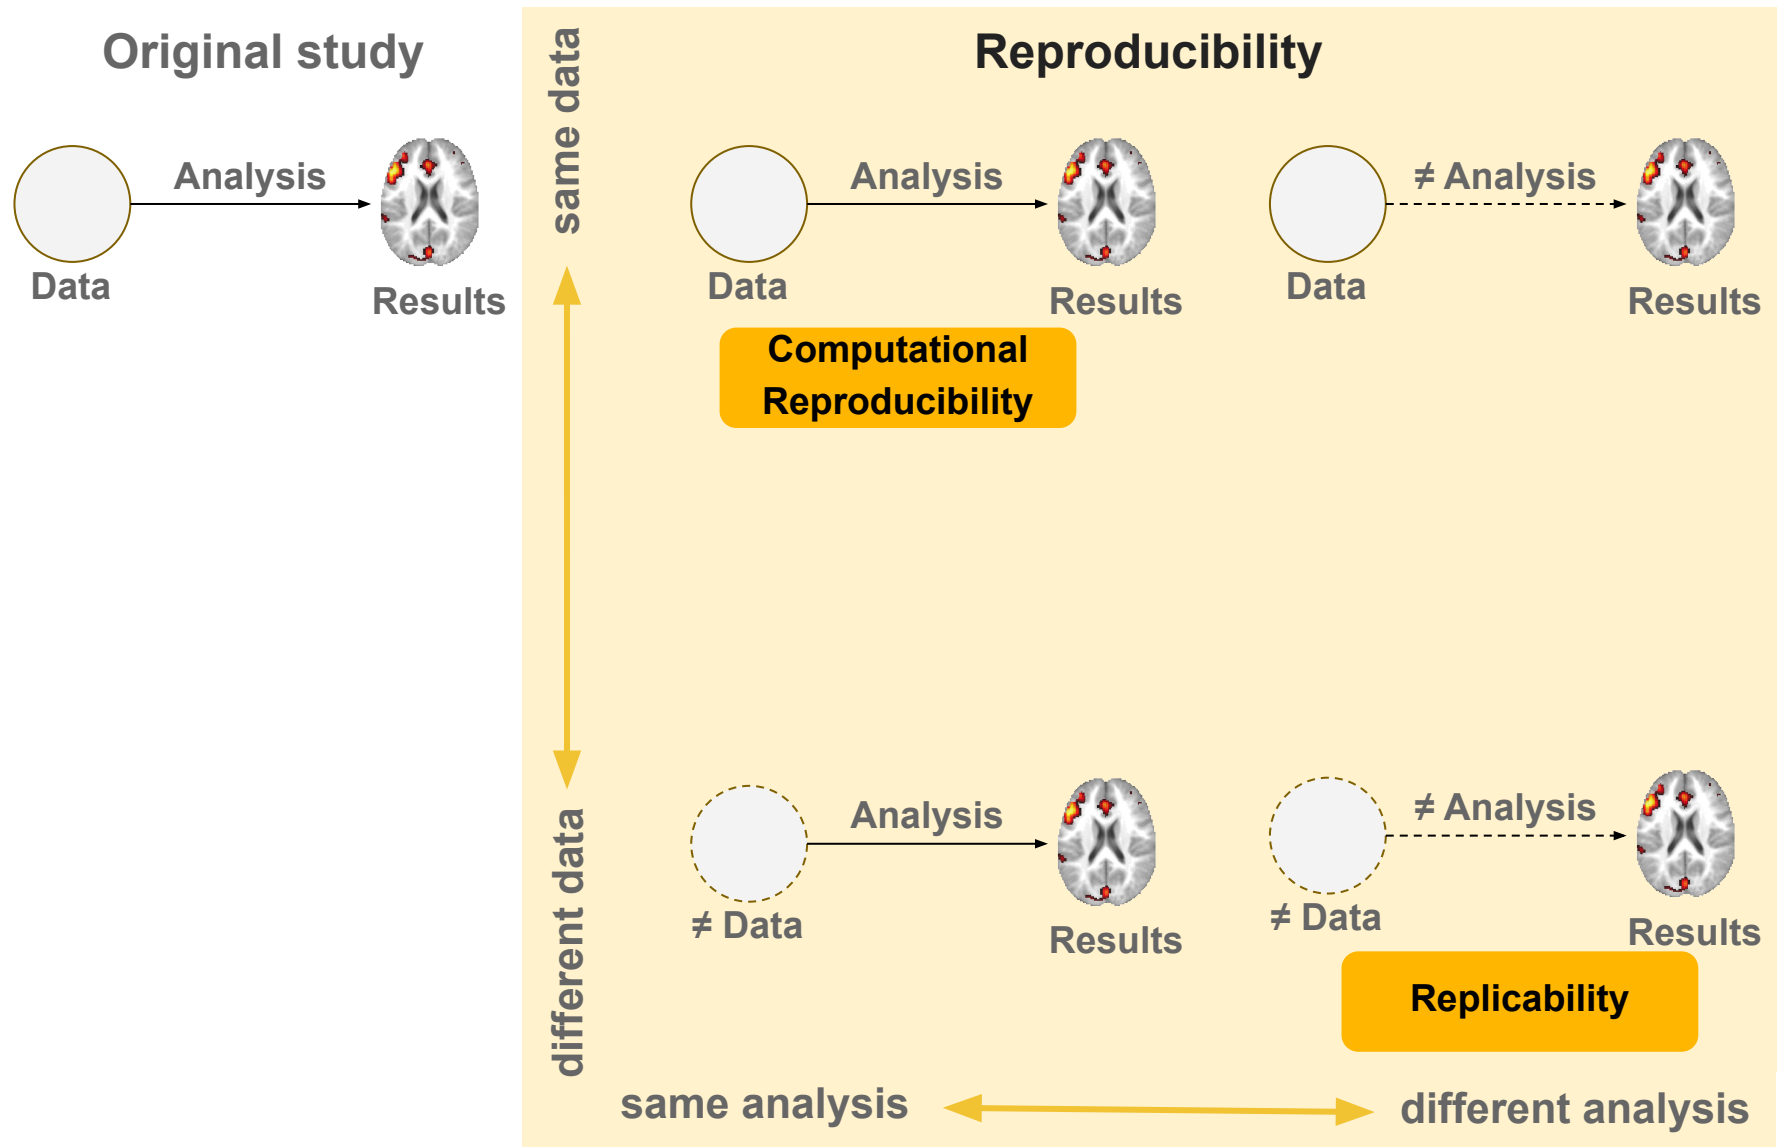 Original study
Analysis
Data
Results
Reproducibility
same data
Analysis
Data
Results
Computational
Reproducibility
≠ Analysis
Data
Results
different data
Analysis
≠ Data
Results
≠ Analysis
≠ Data
Results
Replicability
same analysis
different analysis